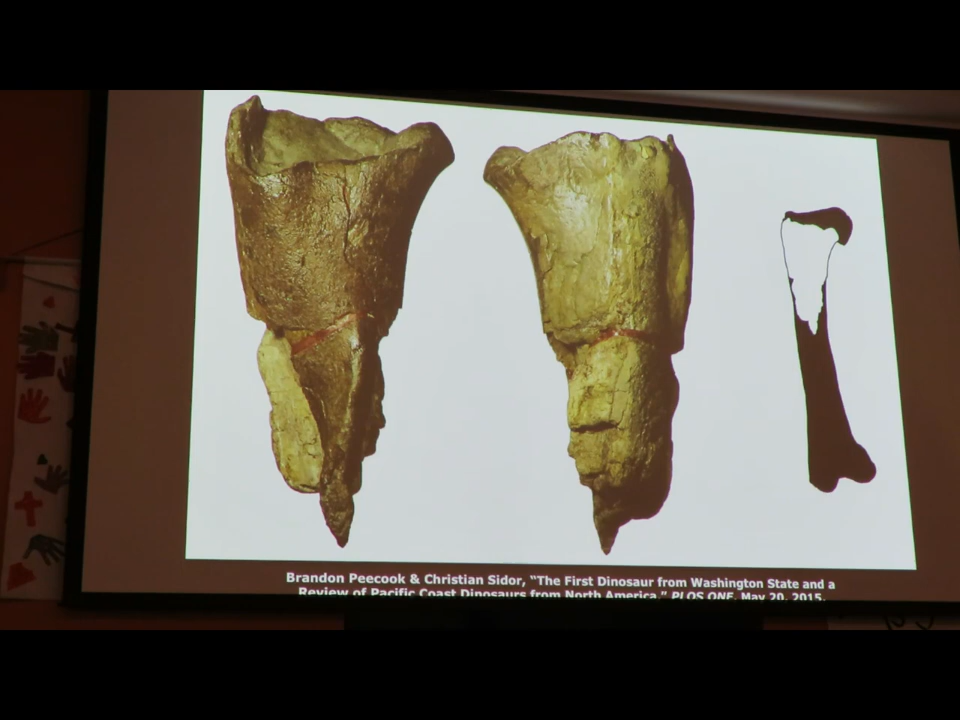 Brandon Peecook & Christian Sidor, “The First Dinosaur from Washington State and a
Review of Pacific Coast Dinosaurs from North America,” PLOS ONE, May 20, 2015.